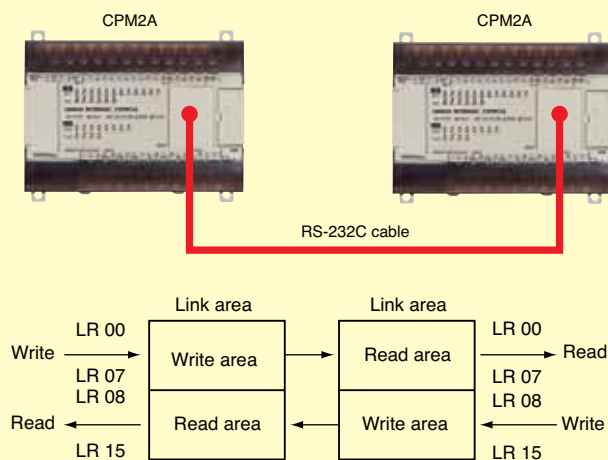 CPM2A
CPM2A
RS-232C cable
Link area
Link area
Write
LR 00
LR 07
Write area
Read area
LR 00
LR 07
Read
Read
LR 08
LR 15
Read area
Write area
LR 08
LR 15
Write